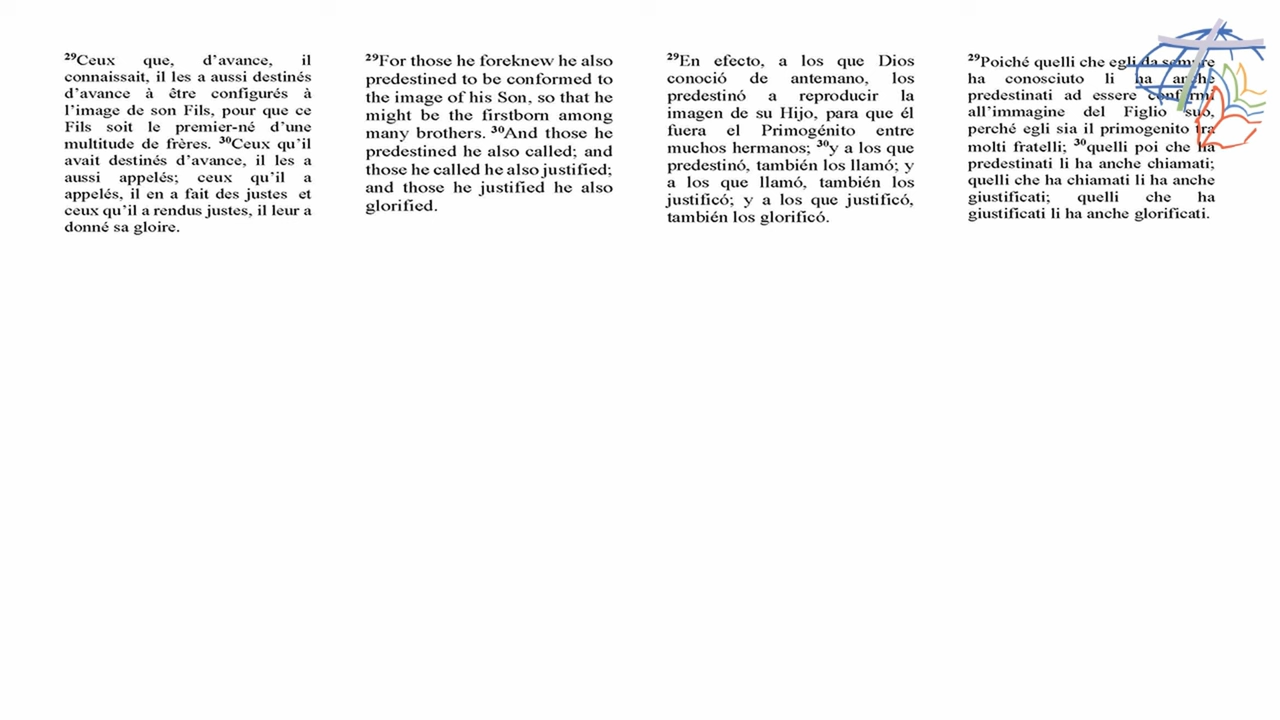 ²⁹Ceux que, d’avance, il
connaissait, il les a aussi destinés
d’avance à être configurés à
l’image de son Fils, pour que ce
Fils soit le premier-né d’une
multitude de frères. ³⁰Ceux qu’il
avait destinés d’avance, il les a
aussi appelés; ceux qu’il a
appelés, il en a fait des justes et
ceux qu’il a rendus justes, il leur a
donné sa gloire.
²⁹For those he foreknew he also
predestined to be conformed to
the image of his Son, so that he
might be the firstborn among
many brothers. ³⁰And those he
predestined he also called; and
those he called he also justified;
and those he justified he also
glorified.
²⁹En efecto, a los que Dios
conoció de antemano, los
predestinó a reproducir la
imagen de su Hijo, para que él
fuera el Primogénito entre
muchos hermanos; ³⁰y a los que
predestinó, también los llamó; y
a los que llamó, también los
justificó; y a los que justificó,
también los glorificó.
²⁹Poiché quelli che egli da sempre
ha conosciuto li ha anche
predestinati ad essere conformi
all’immagine del Figlio suo,
perché egli sia il primogenito tra
molti fratelli; ³⁰quelli poi che ha
predestinati li ha anche chiamati;
quelli che ha chiamati li ha anche
giustificati; quelli che ha
giustificati li ha anche glorificati.